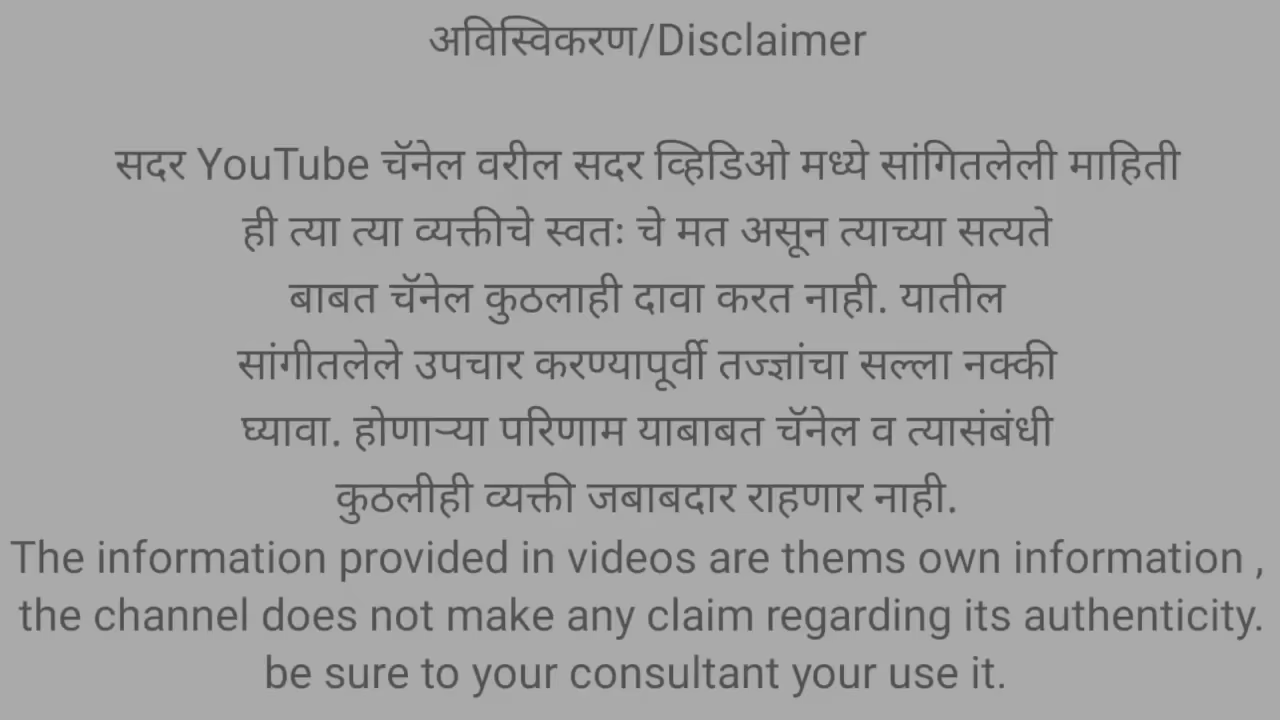 अविस्विकरण/Disclaimer
सदर YouTube चॅनेल वरील सदर व्हिडिओ मध्ये सांगितलेली माहिती
ही त्या त्या व्यक्तीचे स्वतः चे मत असून त्याच्या सत्यते
बाबत चॅनेल कुठलाही दावा करत नाही. यातील
सांगीतलेले उपचार करण्यापूर्वी तज्ज्ञांचा सल्ला नक्की
घ्यावा. होणाऱ्या परिणाम याबाबत चॅनेल व त्यासंबंधी
कुठलीही व्यक्ती जबाबदार राहणार नाही.
The information provided in videos are thems own information ,
the channel does not make any claim regarding its authenticity.
be sure to your consultant your use it.